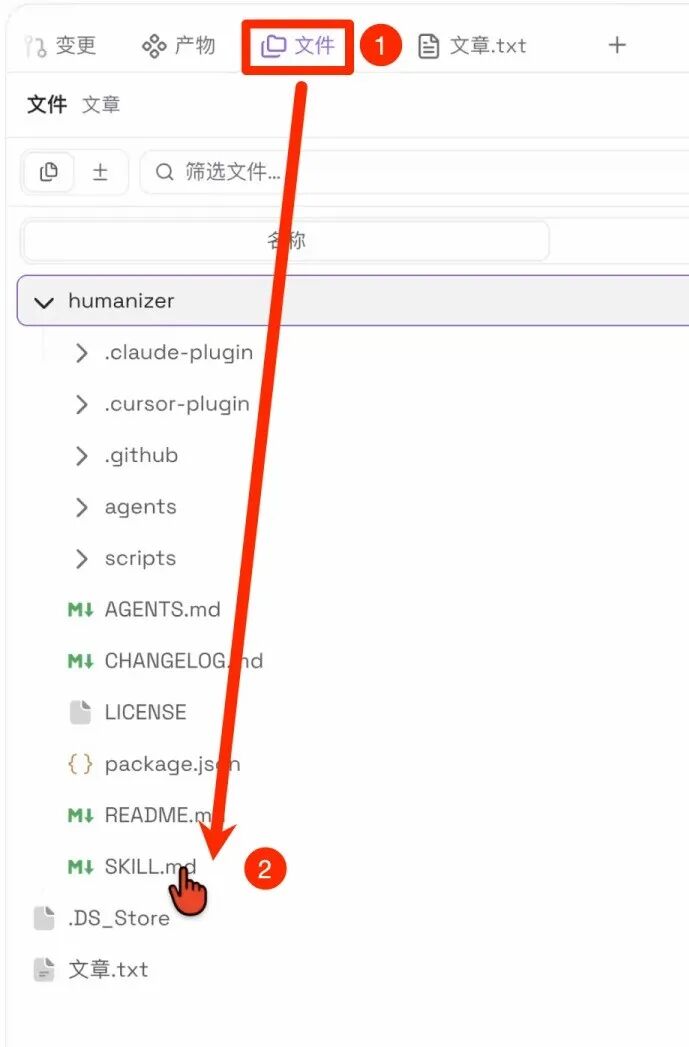 变更 产物 文件 1 文章.txt
文件 文章
筛选文件...
名称
humanizer
.claude-plugin
.cursor-plugin
.github
agents
scripts
AGENTS.md
CHANGELOG.md
LICENSE
package.json
README.md
SKILL.md 2
.DS_Store
文章.txt